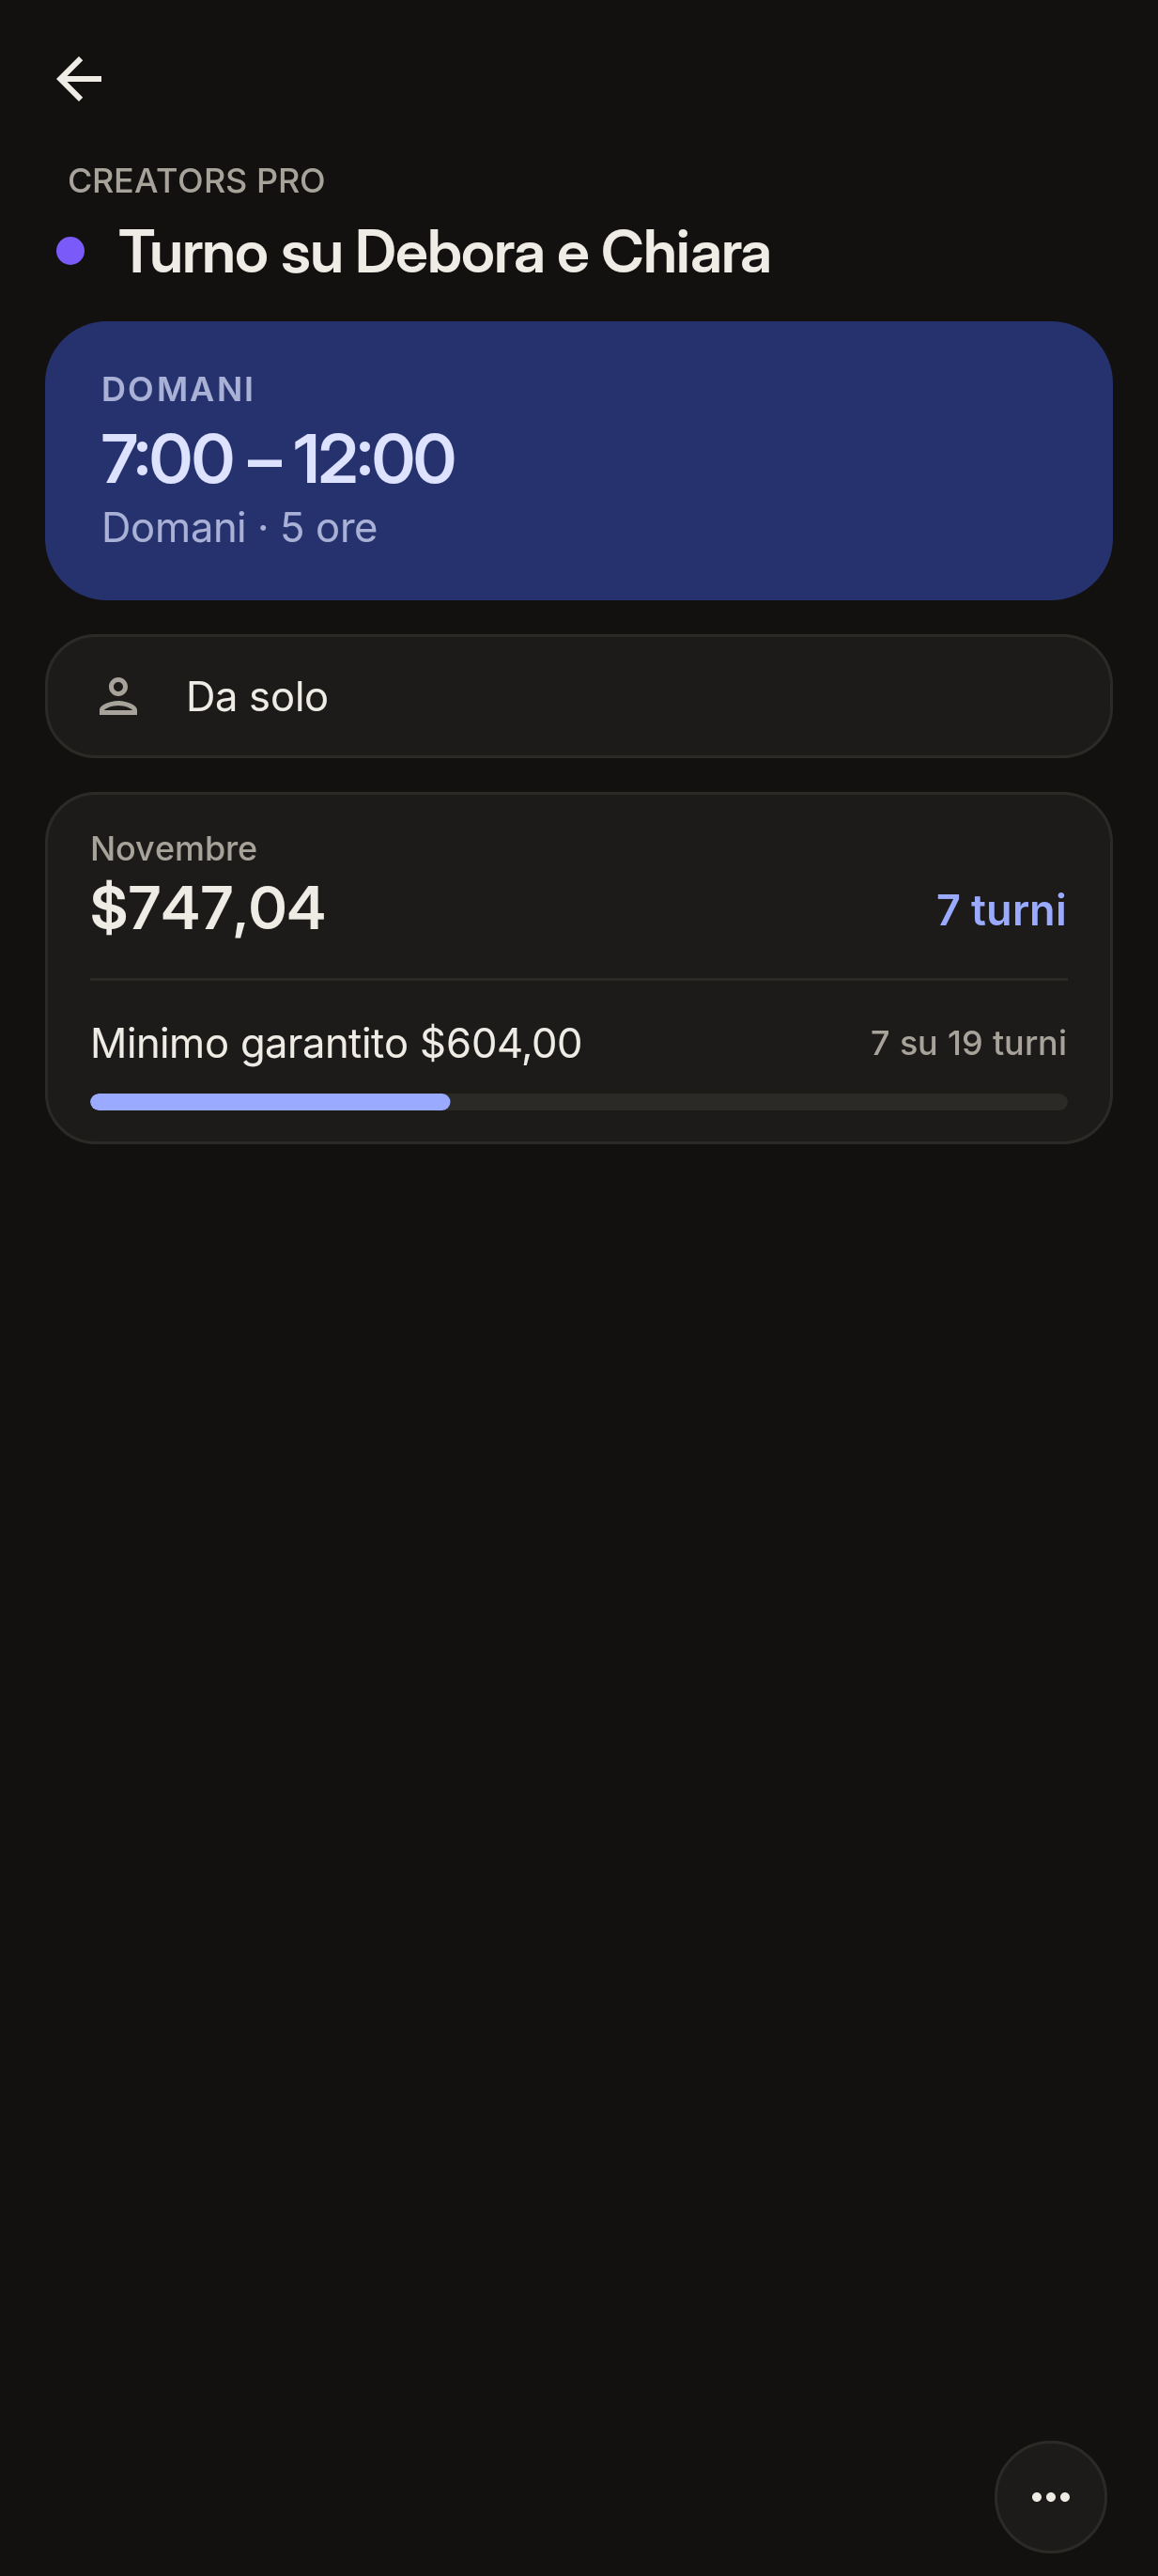 CREATORS PRO
Turno su Debora e Chiara
DOMANI
7:00 – 12:00
Domani · 5 ore
Da solo
Novembre
$747,04
7 turni
Minimo garantito $604,00
7 su 19 turni